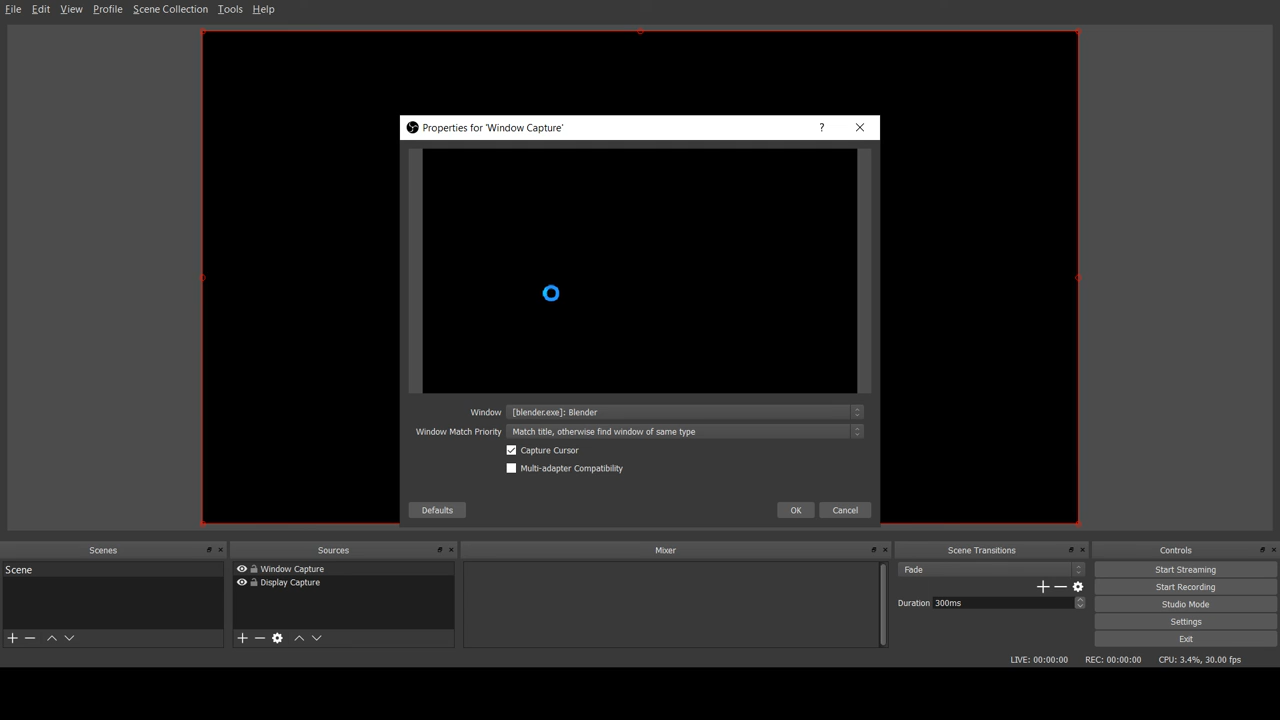 File Edit View Profile Scene Collection Tools Help
Properties for 'Window Capture' ?
Window [blender.exe]: Blender
Window Match Priority Match title, otherwise find window of same type
Capture Cursor
Multi-adapter Compatibility
Defaults OK Cancel
Scenes
Scene
Sources
Window Capture
Display Capture
Mixer
Scene Transitions
Fade
Duration 300ms
Controls
Start Streaming
Start Recording
Studio Mode
Settings
Exit
LIVE: 00:00:00 REC: 00:00:00 CPU: 3.4%, 30.00 fps